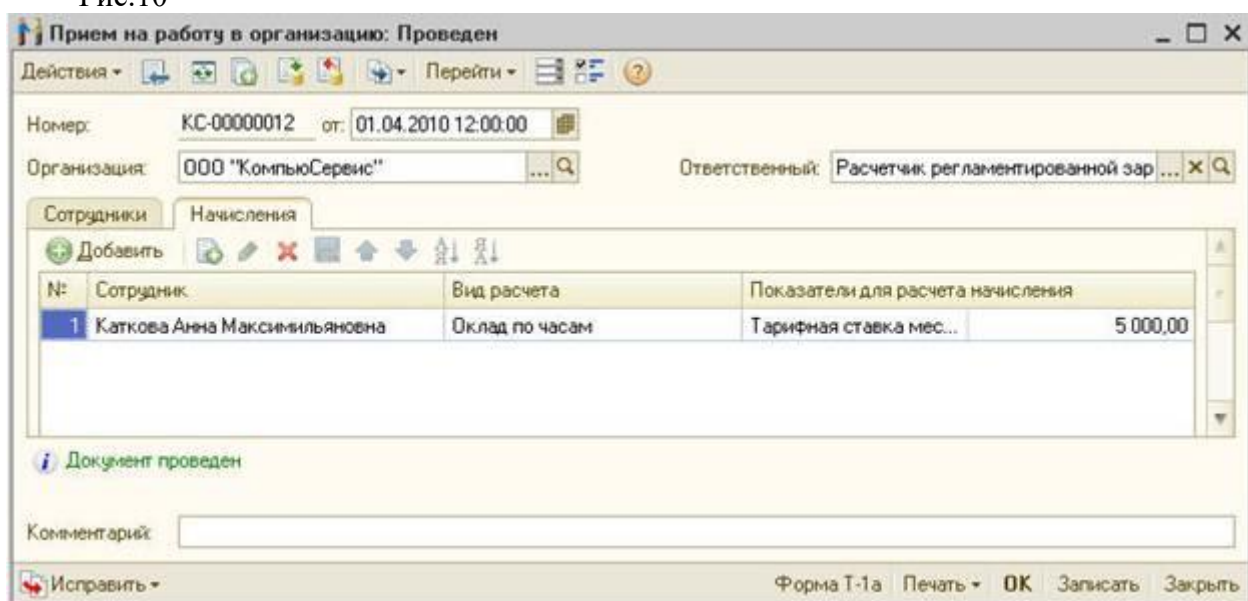 Рис.10
Прием на работу в организацию: Проведен
Действия Перейти
Номер: КС-00000012 от: 01.04.2010 12:00:00
Организация: ООО "КомпьюСервис" ... Ответственный: Расчетчик регламентированной зар ...
Сотрудники Начисления
Добавить
№ Сотрудник Вид расчета Показатели для расчета начисления
1 Каткова Анна Максимильяновна Оклад по часам Тарифная ставка мес... 5 000,00
Документ проведен
Комментарий:
Исправить Форма Т-1а Печать OK Записать Закрыть